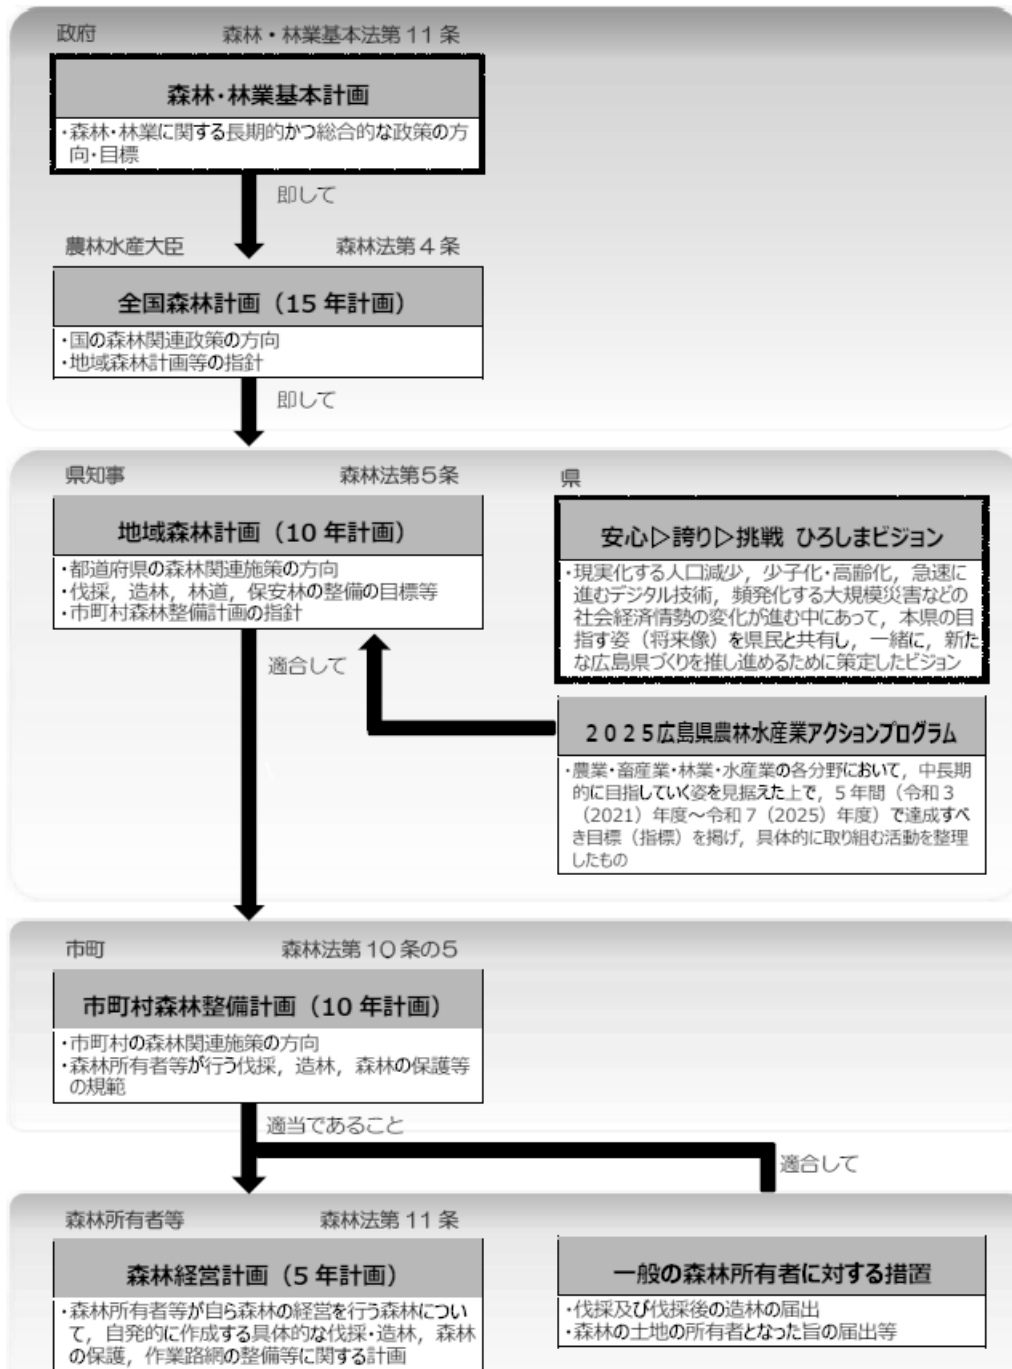 政府 森林・林業基本法第11条
森林・林業基本計画
・森林・林業に関する長期的かつ総合的な政策の方
向・目標
即して
農林水産大臣 森林法第4条
全国森林計画（15年計画）
・国の森林関連政策の方向
・地域森林計画等の指針
即して
県知事 森林法第5条
地域森林計画（10年計画）
・都道府県の森林関連施策の方向
・伐採，造林，林道，保安林の整備の目標等
・市町村森林整備計画の指針
適合して
県
安心▷誇り▷挑戦 ひろしまビジョン
・現実化する人口減少，少子化・高齢化，急速に
進むデジタル技術，頻発化する大規模災害などの
社会経済情勢の変化が進む中にあって，本県の目
指す姿（将来像）を県民と共有し，一緒に，新た
な広島県づくりを推し進めるために策定したビジョン
２０２５広島県農林水産業アクションプログラム
・農業・畜産業・林業・水産業の各分野において，中長期
的に目指していく姿を見据えた上で，5年間（令和3
（2021）年度～令和7（2025）年度）で達成すべ
き目標（指標）を掲げ，具体的に取り組む活動を整理
したもの
市町 森林法第10条の5
市町村森林整備計画（10年計画）
・市町村の森林関連施策の方向
・森林所有者等が行う伐採，造林，森林の保護等
の規範
適当であること
適合して
森林所有者等 森林法第11条
森林経営計画（5年計画）
・森林所有者等が自ら森林の経営を行う森林につい
て，自発的に作成する具体的な伐採・造林，森林
の保護，作業路網の整備等に関する計画
一般の森林所有者に対する措置
・伐採及び伐採後の造林の届出
・森林の土地の所有者となった旨の届出等